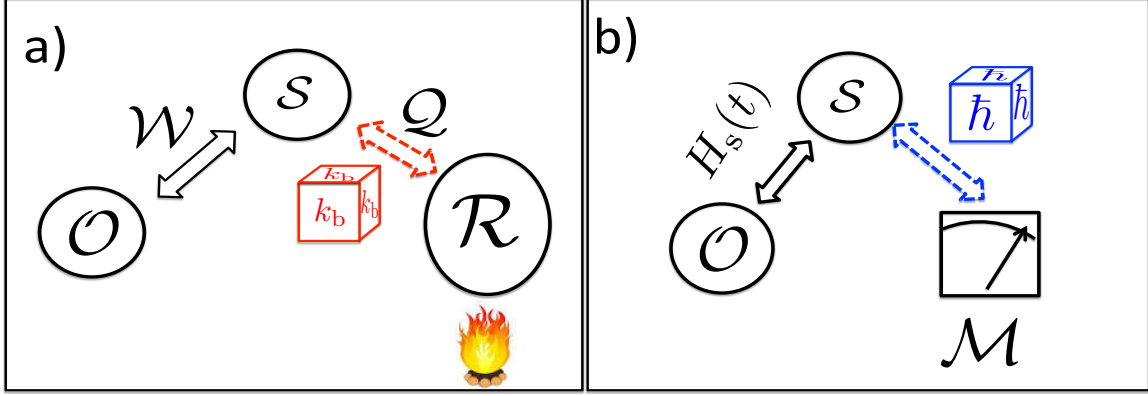 a)
𝒮
𝒲
𝒬
k_b
k_b
k_b
𝒪
ℛ
b)
𝒮
ħ
ħ
ħ
H_s(t)
𝒪
ℳ